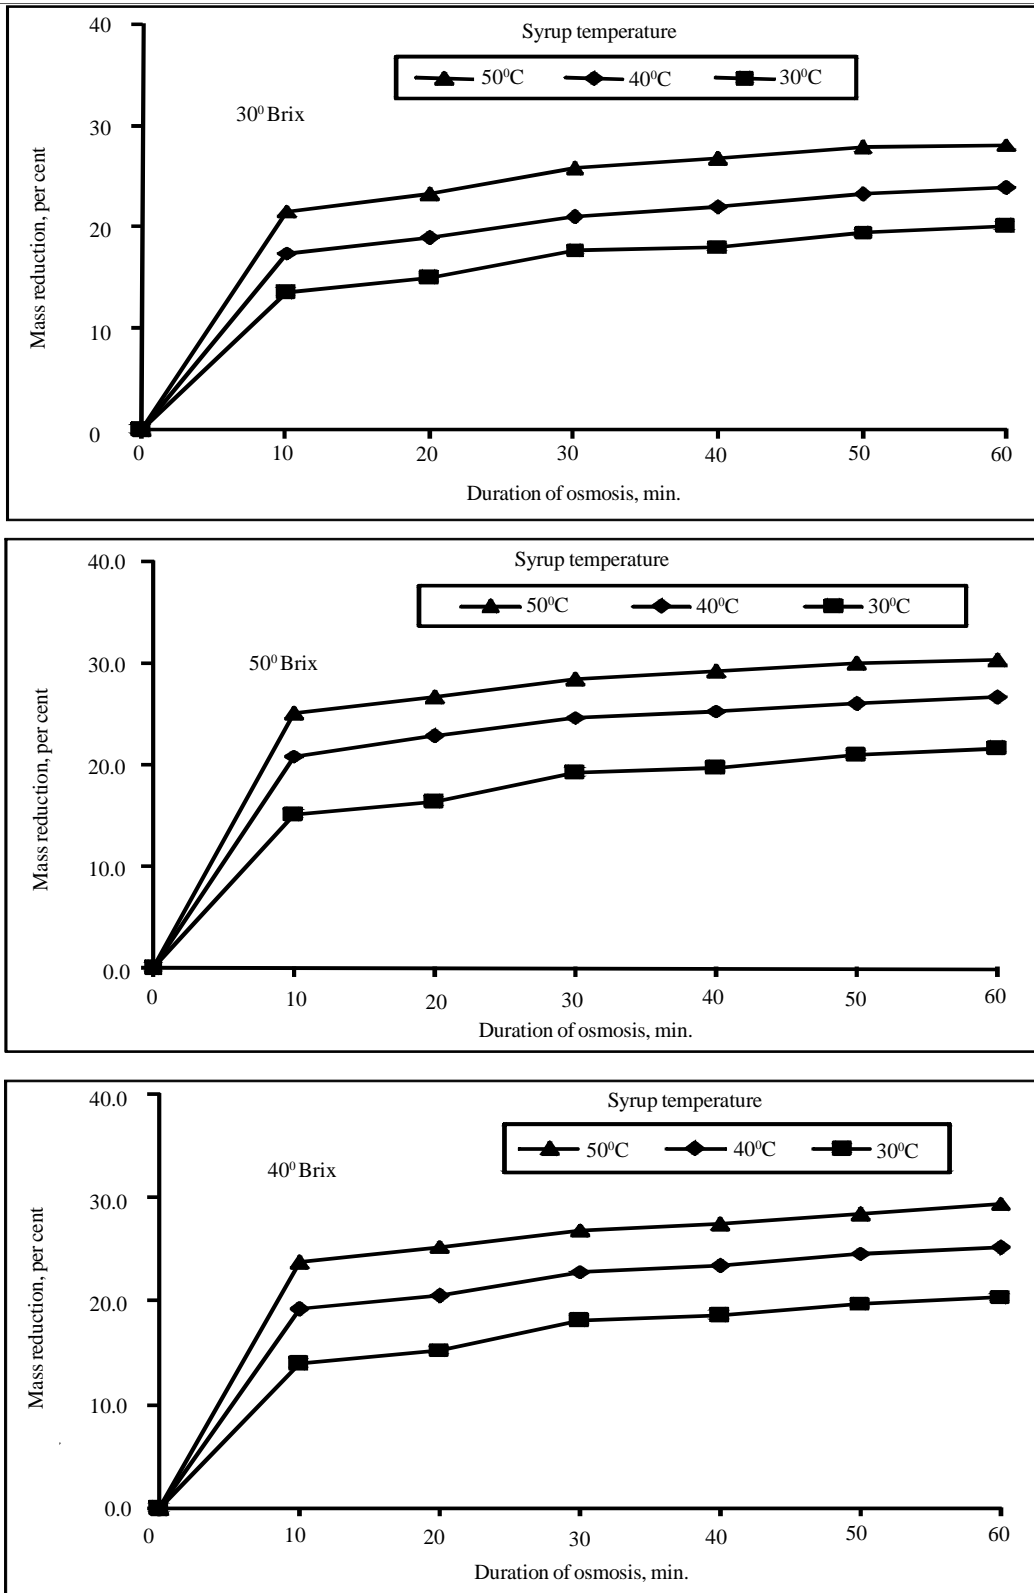 40
Syrup temperature
50⁰C 40⁰C 30⁰C
30⁰ Brix
30
20
10
0
Mass reduction, per cent
0 10 20 30 40 50 60
Duration of osmosis, min.
40.0
Syrup temperature
50⁰C 40⁰C 30⁰C
50⁰ Brix
30.0
20.0
10.0
0.0
Mass reduction, per cent
0 10 20 30 40 50 60
Duration of osmosis, min.
40.0
Syrup temperature
50⁰C 40⁰C 30⁰C
40⁰ Brix
30.0
20.0
10.0
0.0
Mass reduction, per cent
0 10 20 30 40 50 60
Duration of osmosis, min.